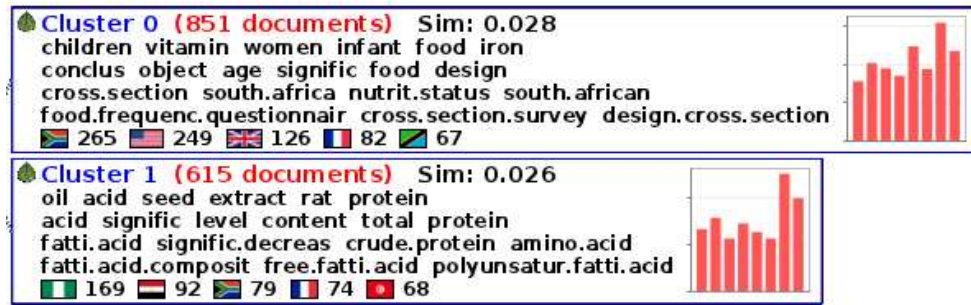 Cluster 0 (851 documents) Sim: 0.028
children vitamin women infant food iron
conclus object age signific food design
cross.section south.africa nutrit.status south.african
food.frequenc.questionnair cross.section.survey design.cross.section
265 249 126 82 67
Cluster 1 (615 documents) Sim: 0.026
oil acid seed extract rat protein
acid signific level content total protein
fatti.acid signific.decreas crude.protein amino.acid
fatti.acid.composit free.fatti.acid polyunsatur.fatti.acid
169 92 79 74 68